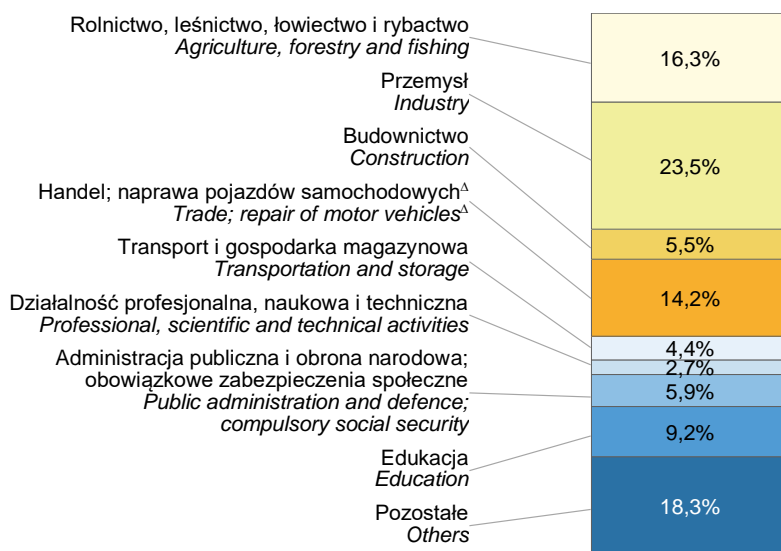 Rolnictwo, leśnictwo, łowiectwo i rybactwo
Agriculture, forestry and fishing
16,3%
Przemysł
Industry
23,5%
Budownictwo
Construction
5,5%
Handel; naprawa pojazdów samochodowych∆
Trade; repair of motor vehicles∆
14,2%
Transport i gospodarka magazynowa
Transportation and storage
4,4%
Działalność profesjonalna, naukowa i techniczna
Professional, scientific and technical activities
2,7%
Administracja publiczna i obrona narodowa;
obowiązkowe zabezpieczenia społeczne
Public administration and defence;
compulsory social security
5,9%
Edukacja
Education
9,2%
Pozostałe
Others
18,3%